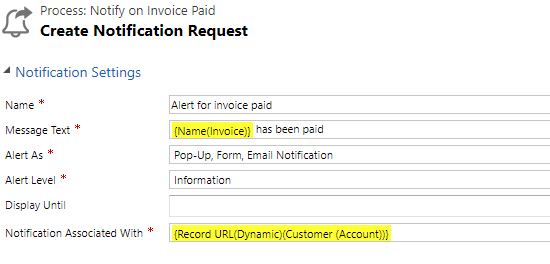 Process: Notify on Invoice Paid
Create Notification Request
Notification Settings
Name * Alert for invoice paid
Message Text * {Name(Invoice)} has been paid
Alert As * Pop-Up, Form, Email Notification
Alert Level * Information
Display Until
Notification Associated With * {Record URL(Dynamic)(Customer (Account))}